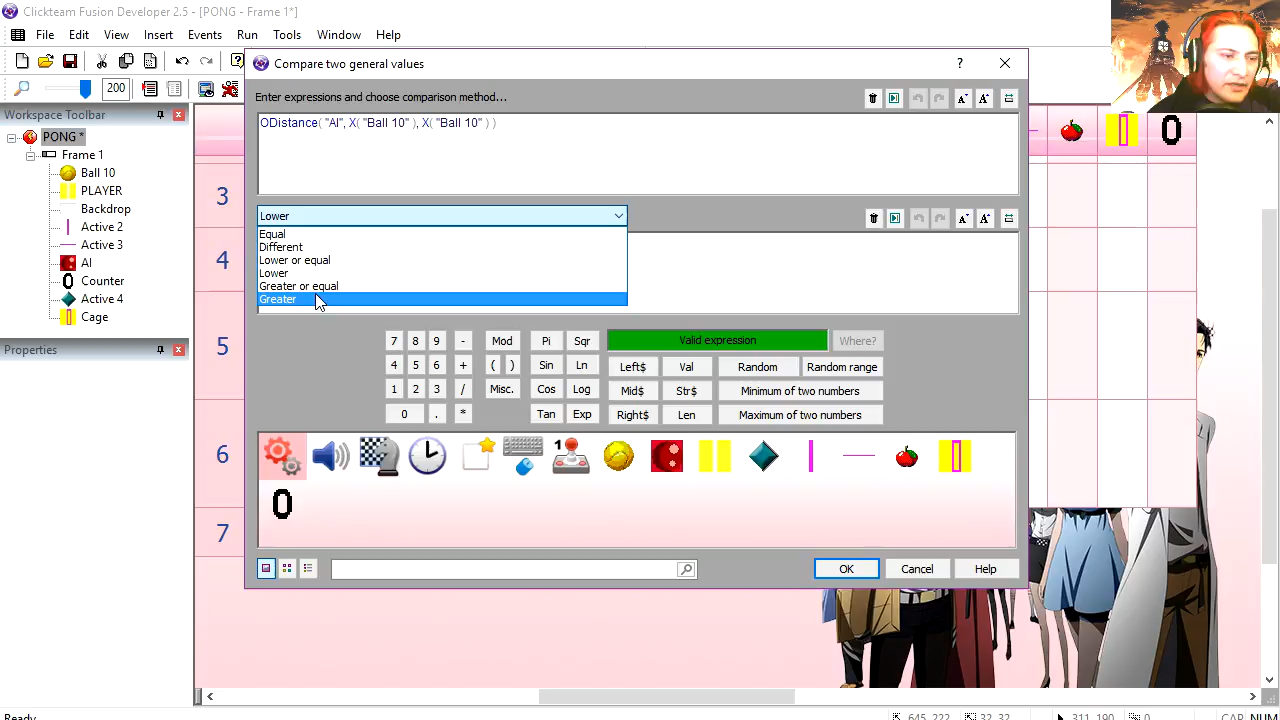 Clickteam Fusion Developer 2.5 - [PONG - Frame 1*]
File Edit View Insert Events Run Tools Window Help
200
Workspace Toolbar
PONG *
Frame 1
Ball 10
PLAYER
Backdrop
Active 2
Active 3
AI
Counter
Active 4
Cage
Properties
3
4
5
6
7
0
Compare two general values
?
Enter expressions and choose comparison method...
ODistance( "AI", X( "Ball 10" ),X( "Ball 10" ) )
Lower
Equal
Different
Lower or equal
Lower
Greater or equal
Greater
7 8 9 - Mod Pi Sqr Valid expression Where?
4 5 6 + ( ) Sin Ln Left$ Val Random Random range
1 2 3 / Misc. Cos Log Mid$ Str$ Minimum of two numbers
0 . * Tan Exp Right$ Len Maximum of two numbers
1
0
OK Cancel Help
Ready
645, 222 32, 32 311, 190 0 CAP NUM